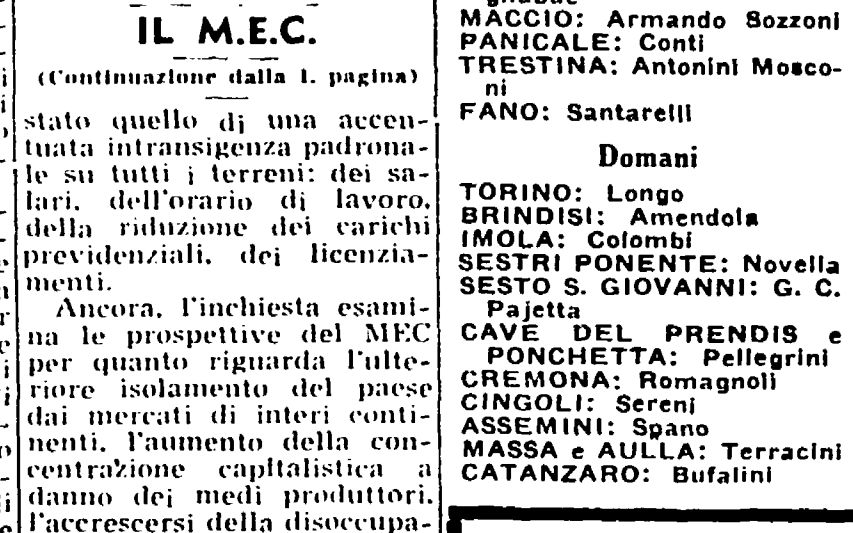 IL M.E.C.
(Continuazione dalla 1. pagina)
stato quello di una accen-
tuata intransigenza padrona-
le su tutti i terreni: dei sa-
lari, dell'orario di lavoro,
della riduzione dei carichi
previdenziali, dei licenzia-
menti.
Ancora, l'inchiesta esami-
na le prospettive del MEC
per quanto riguarda l'ulte-
riore isolamento del paese
dai mercati di interi conti-
nenti, l'aumento della con-
centrazione capitalistica a
danno dei medi produttori,
l'accrescersi della disoccupa-
MACCIO: Armando Sozzoni
PANICALE: Conti
TRESTINA: Antonini Mosco-
ni
FANO: Santarelli
Domani
TORINO: Longo
BRINDISI: Amendola
IMOLA: Colombi
SESTRI PONENTE: Novella
SESTO S. GIOVANNI: G. C.
Pajetta
CAVE DEL PRENDIS e
PONCHETTA: Pellegrini
CREMONA: Romagnoli
CINGOLI: Sereni
ASSEMINI: Spano
MASSA e AULLA: Terracini
CATANZARO: Bufalini